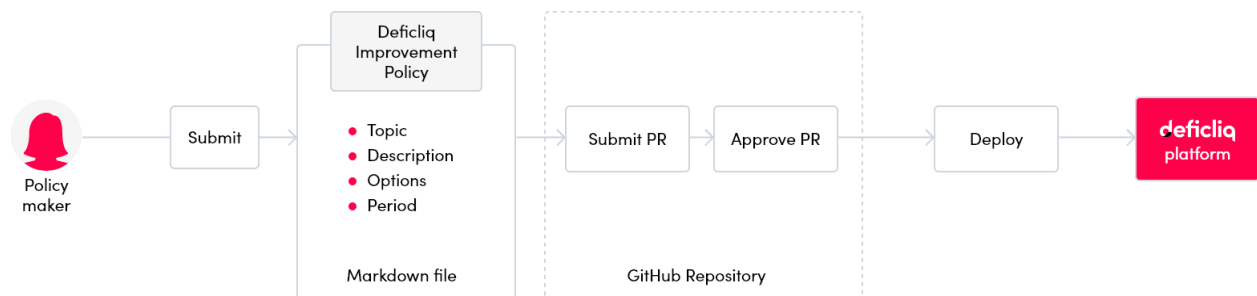 Policy
maker
Submit
Deficliq
Improvement
Policy
Topic
Description
Options
Period
Markdown file
Submit PR
Approve PR
GitHub Repository
Deploy
deficliq
platform